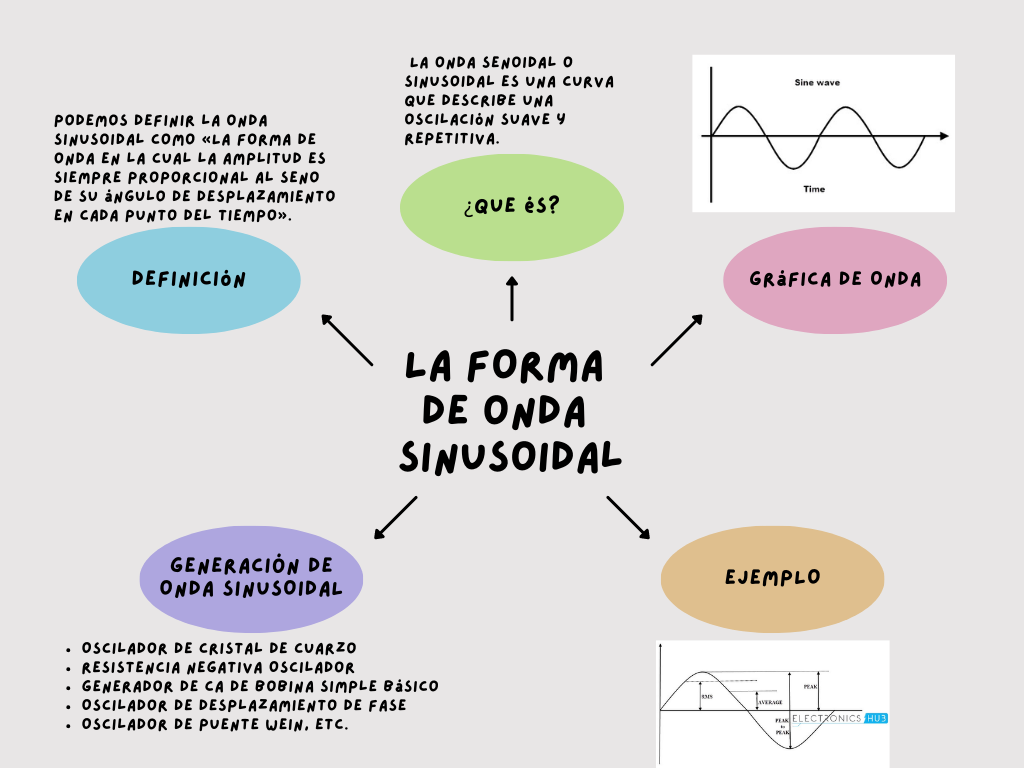 PODEMOS DEFINIR LA ONDA
SINUSOIDAL COMO «LA FORMA DE
ONDA EN LA CUAL LA AMPLITUD ES
SIEMPRE PROPORCIONAL AL SENO
DE SU ÁNGULO DE DESPLAZAMIENTO
EN CADA PUNTO DEL TIEMPO».
DEFINICIÓN
LA ONDA SENOIDAL O
SINUSOIDAL ES UNA CURVA
QUE DESCRIBE UNA
OSCILACIÓN SUAVE Y
REPETITIVA.
¿QUE ÉS?
Sine wave
Time
GRÁFICA DE ONDA
LA FORMA
DE ONDA
SINUSOIDAL
GENERACIÓN DE
ONDA SINUSOIDAL
• OSCILADOR DE CRISTAL DE CUARZO
• RESISTENCIA NEGATIVA OSCILADOR
• GENERADOR DE CA DE BOBINA SIMPLE BÁSICO
• OSCILADOR DE DESPLAZAMIENTO DE FASE
• OSCILADOR DE PUENTE WEIN, ETC.
EJEMPLO
RMS
AVERAGE
PEAK
PEAK
to
PEAK
ELECTRONICS HUB